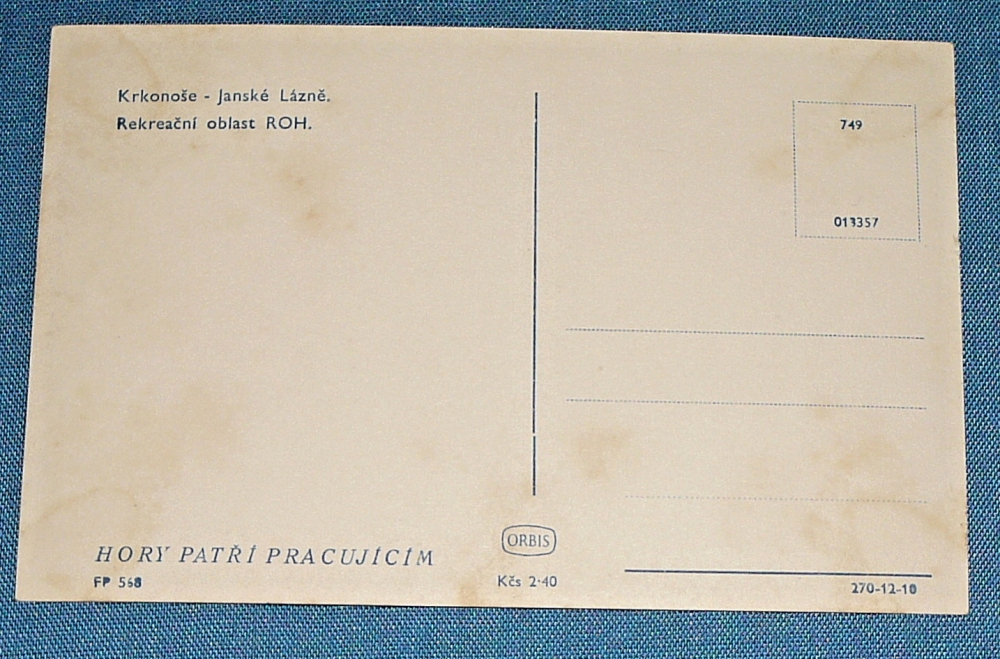 Krkonoše - Janské Lázně.
Rekreační oblast ROH.
749
013357
HORY PATŘÍ PRACUJÍCÍM
FP 568
ORBIS
Kčs 2·40
270-12-10